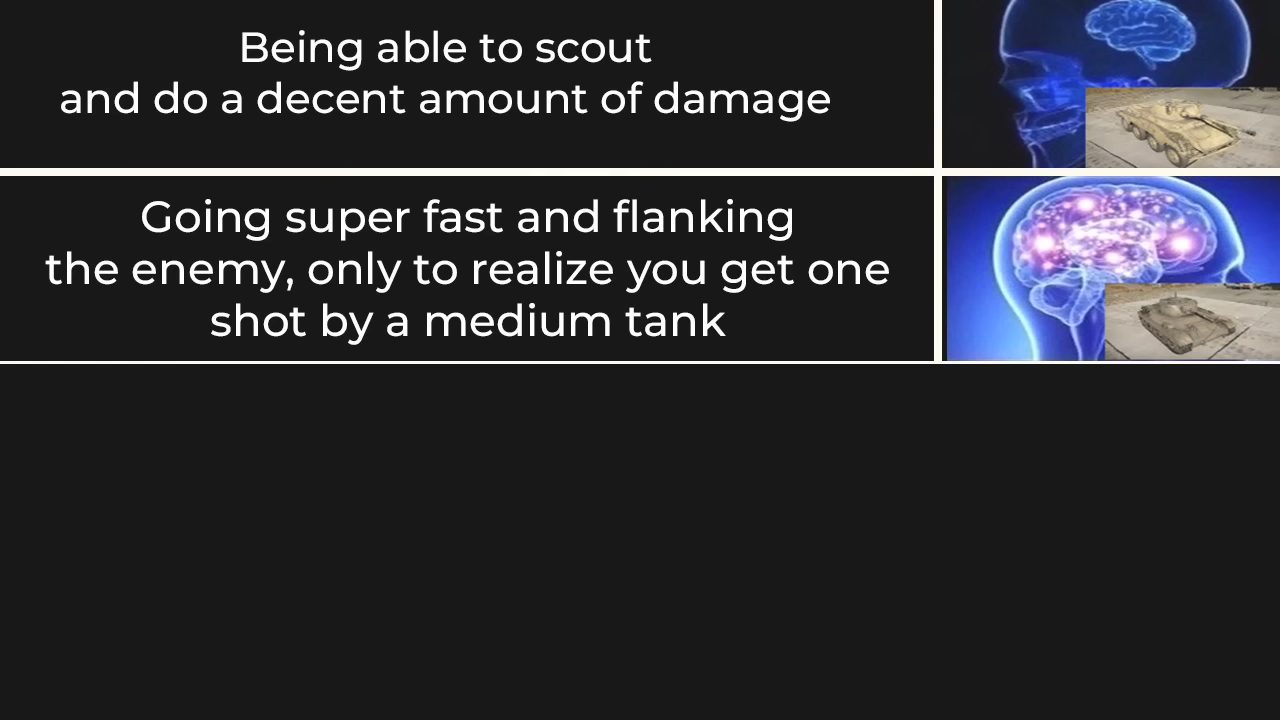 Being able to scout
and do a decent amount of damage
Going super fast and flanking
the enemy, only to realize you get one
shot by a medium tank